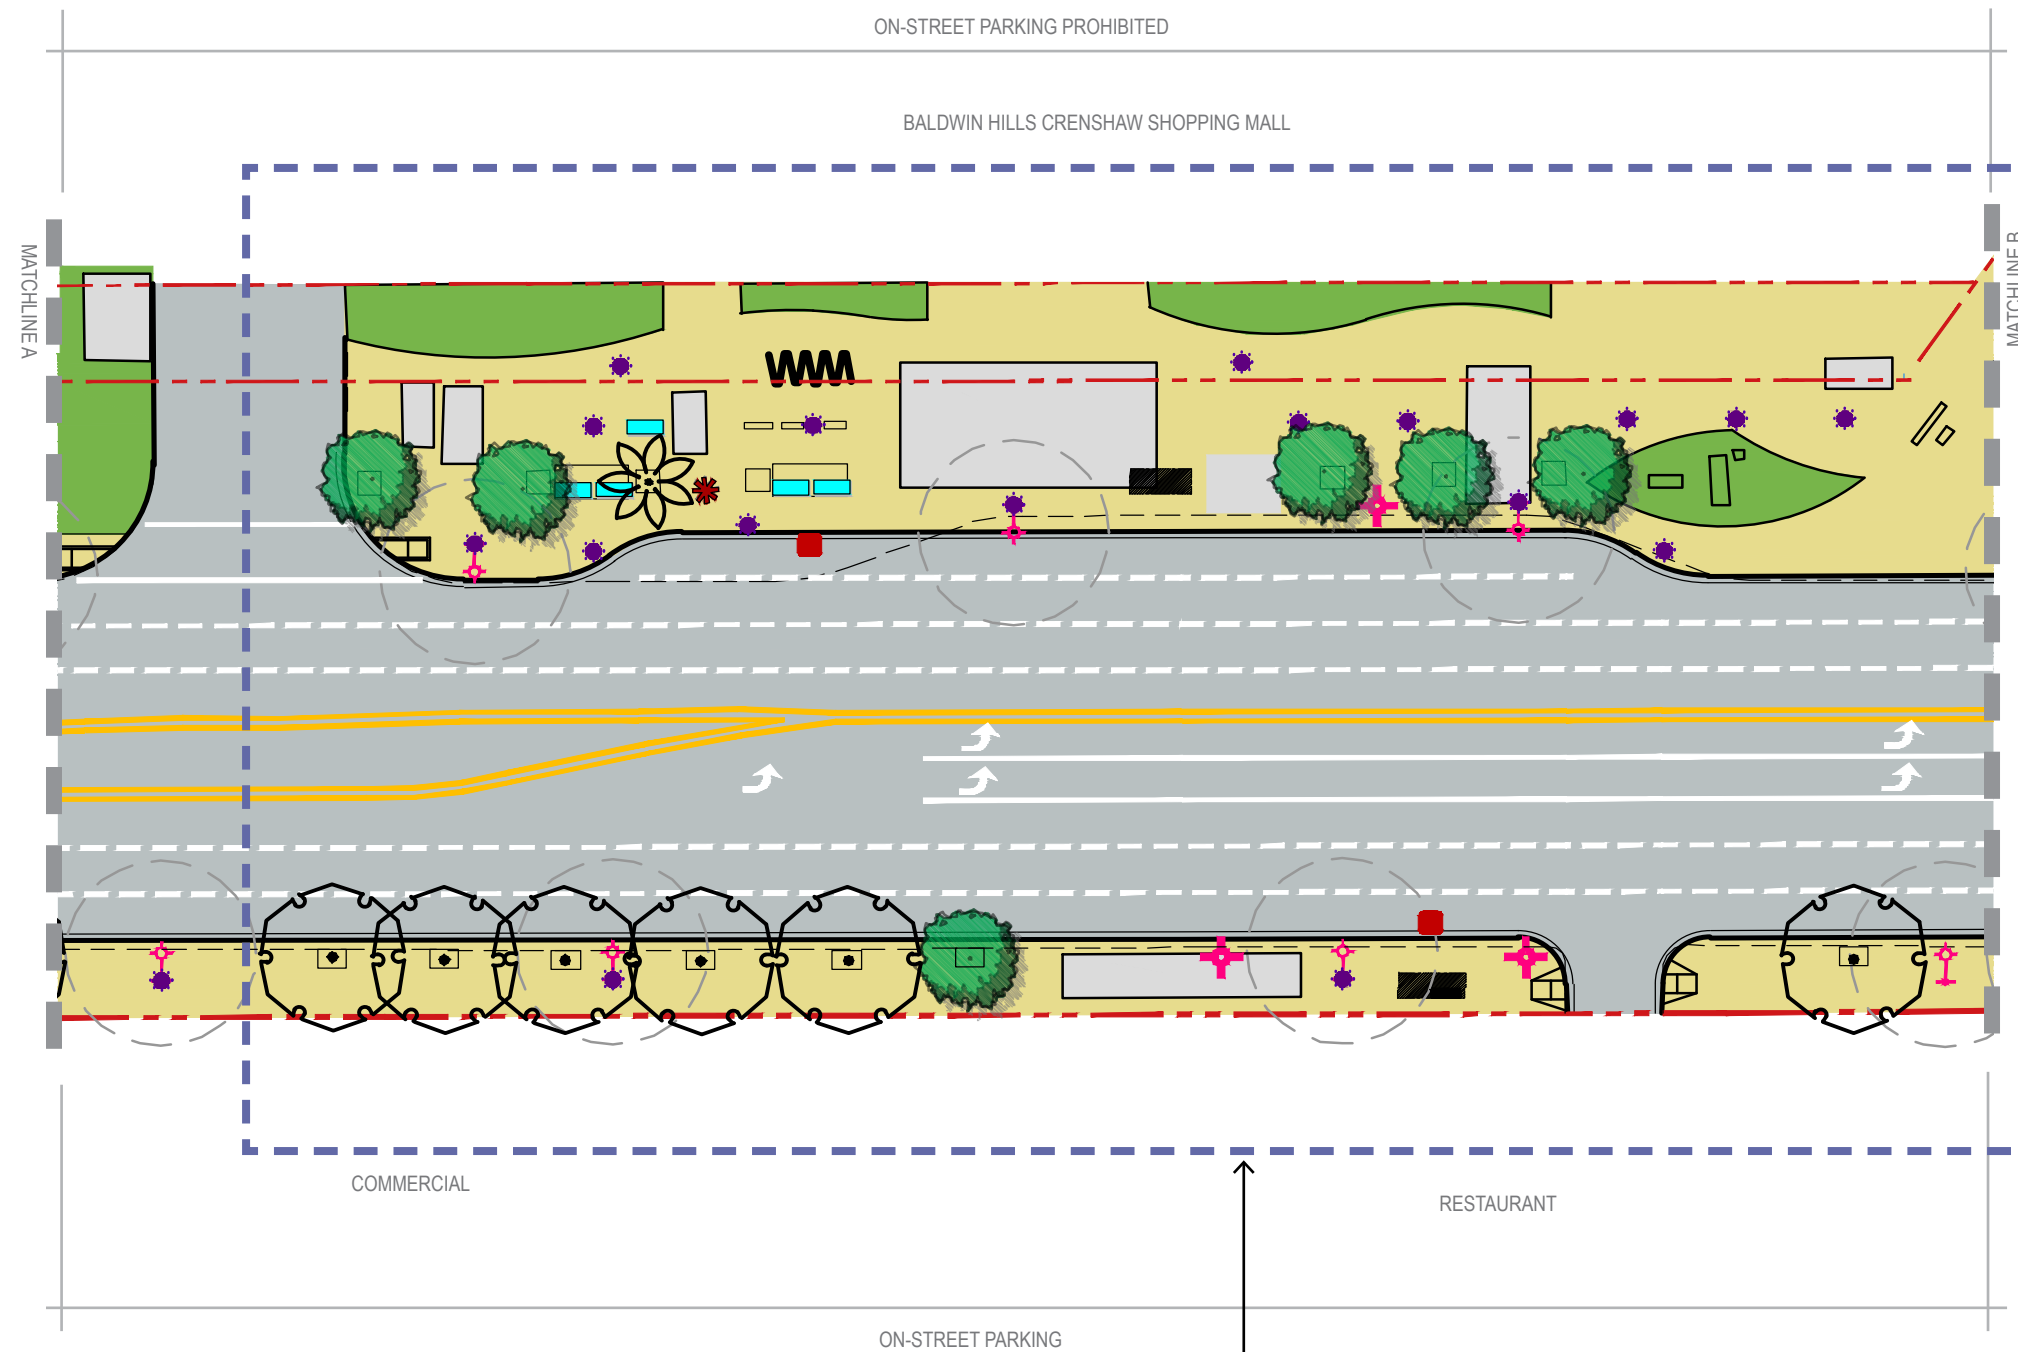 ON-STREET PARKING PROHIBITED
BALDWIN HILLS CRENSHAW SHOPPING MALL
MATCHLINE A
MATCHLINE B
COMMERCIAL
RESTAURANT
ON-STREET PARKING